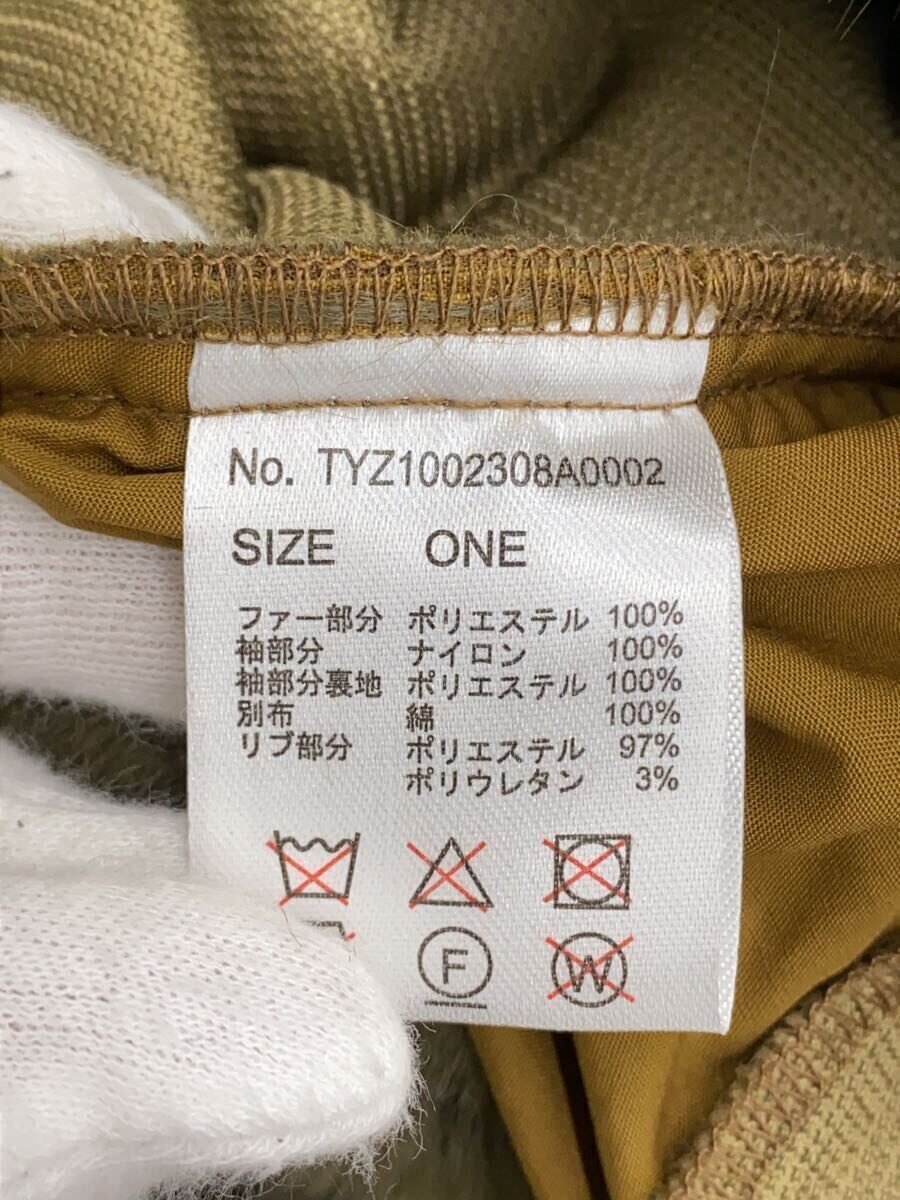 No. TYZ1002308A0002
SIZE ONE
ファー部分 ポリエステル 100%
袖部分 ナイロン 100%
袖部分裏地 ポリエステル 100%
別布 綿 100%
リブ部分 ポリエステル 97%
ポリウレタン 3%
F W